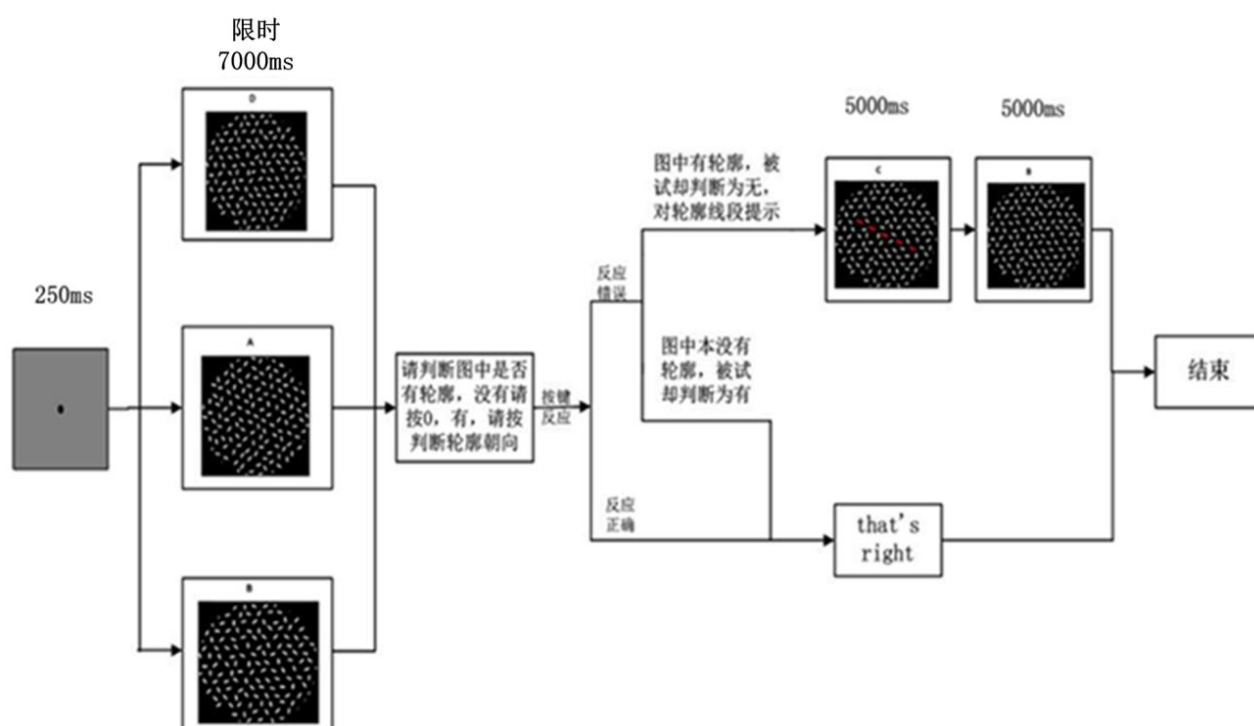 限时
7000ms
D
250ms
A
B
请判断图中是否
有轮廓，没有请
按0，有，请按
判断轮廓朝向
按键
反应
反应
错误
图中有轮廓，被
试却判断为无，
对轮廓线段提示
图中本没有
轮廓，被试
却判断为有
反应
正确
5000ms
5000ms
C
B
that's
right
结束